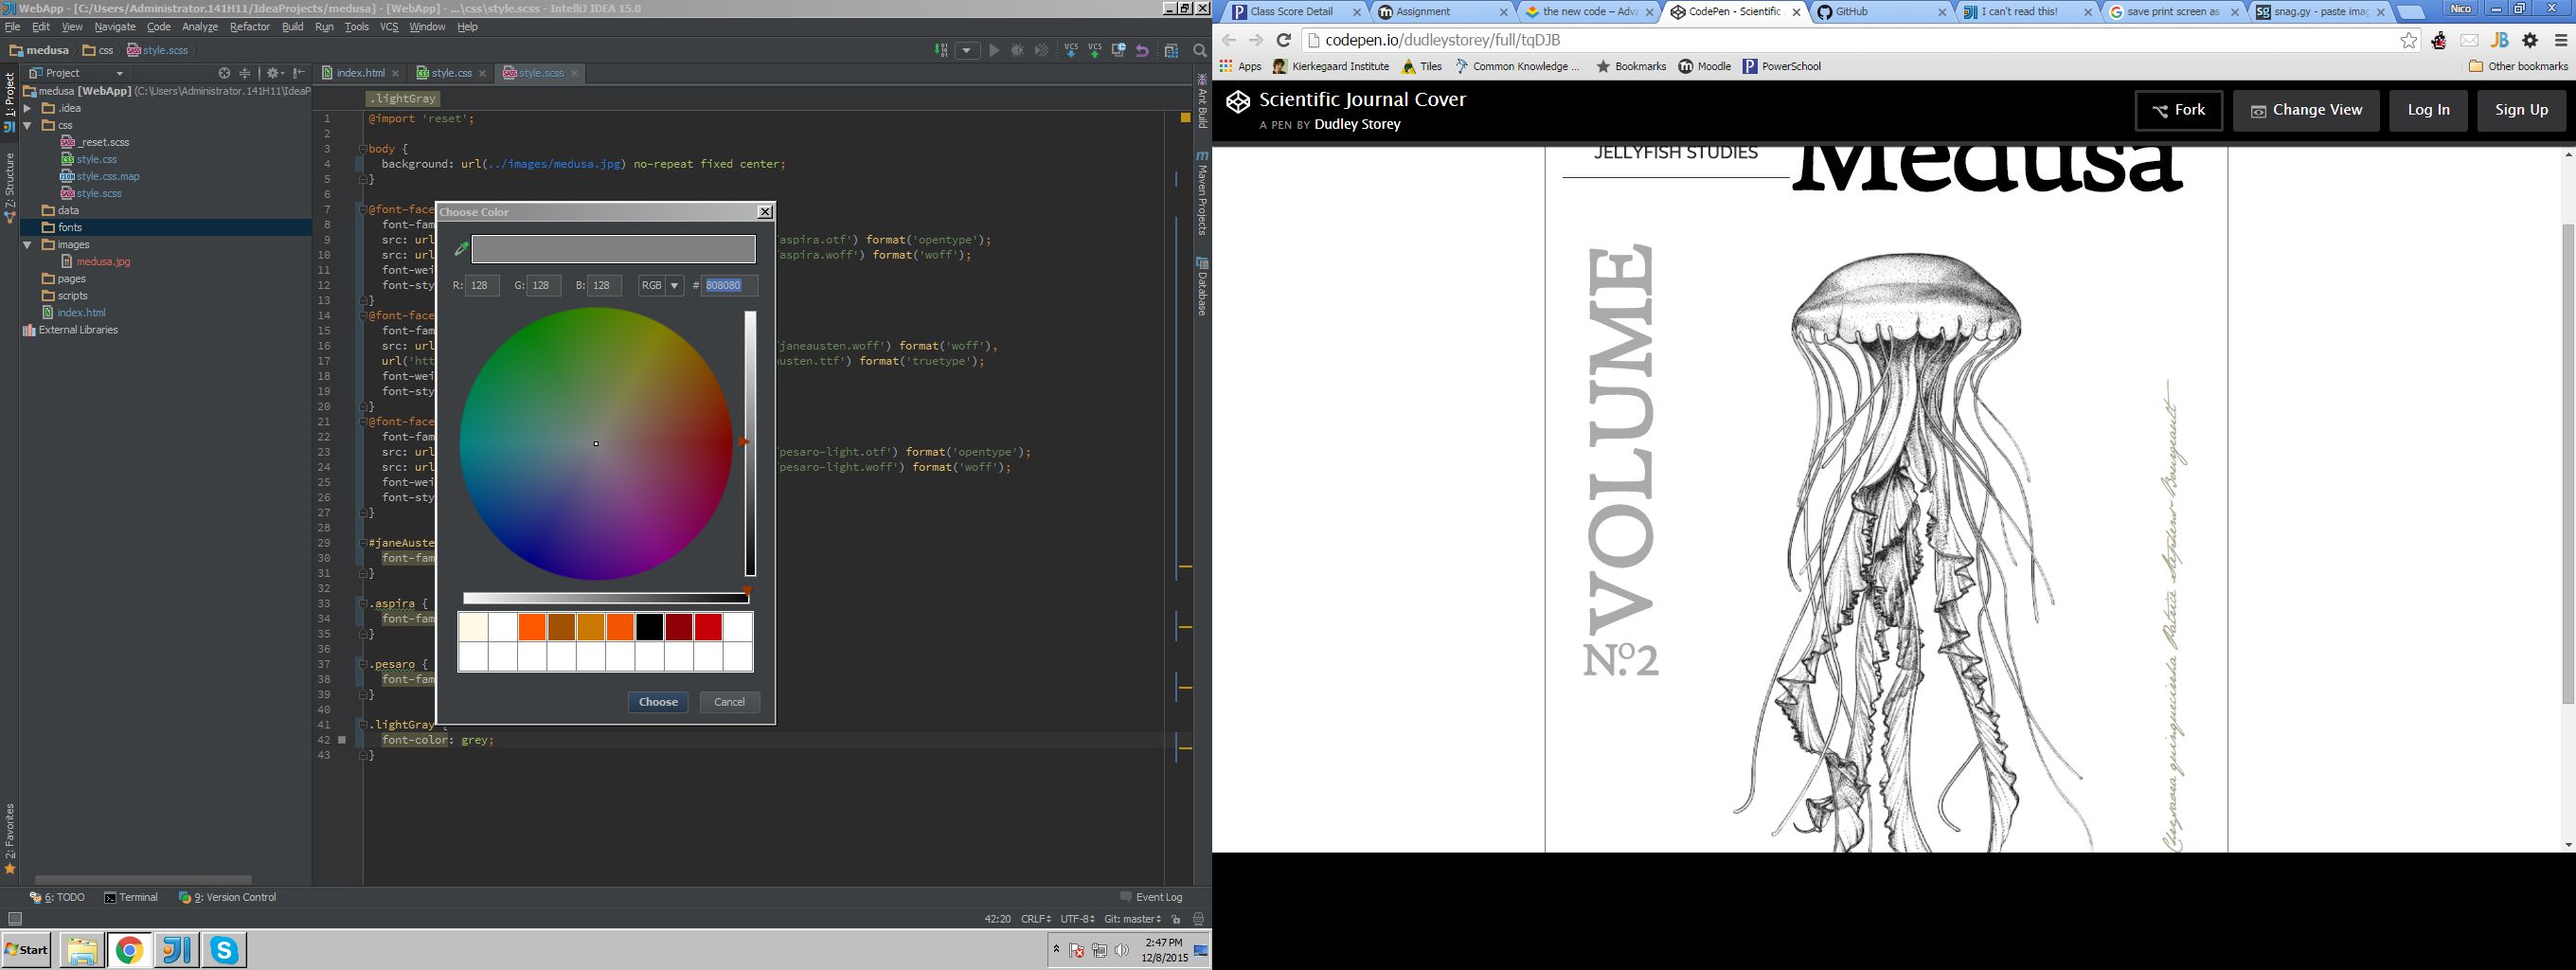 WebApp - [C:/Users/Administrator.141H11/IdeaProjects/medusa] - [WebApp] - ...\css\style.scss - IntelliJ IDEA 15.0
File Edit View Navigate Code Analyze Refactor Build Run Tools VCS Window Help
medusa css style.scss
1: Project
Z: Structure
2: Favorites
Project
medusa [WebApp] (C:\Users\Administrator.141H11\IdeaP
.idea
css
_reset.scss
style.css
style.css.map
style.scss
data
fonts
images
medusa.jpg
pages
scripts
index.html
External Libraries
index.html style.css style.scss
.lightGray
1 @import 'reset';
2
3 body {
4 background: url(../images/medusa.jpg) no-repeat fixed center;
5 }
6
7 @font-face
8 font-fam
9 src: url aspira.otf') format('opentype');
10 src: url aspira.woff') format('woff');
11 font-wei
12 font-sty
13 }
14 @font-face
15 font-fam
16 src: url janeausten.woff') format('woff'),
17 url('htt usten.ttf') format('truetype');
18 font-wei
19 font-sty
20 }
21 @font-face
22 font-fam
23 src: url pesaro-light.otf') format('opentype');
24 src: url pesaro-light.woff') format('woff');
25 font-wei
26 font-sty
27 }
28
29 #janeAuste
30 font-fam
31 }
32
33 .aspira {
34 font-fam
35 }
36
37 .pesaro {
38 font-fam
39 }
40
41 .lightGray {
42 font-color: grey;
43 }
Choose Color
R: 128 G: 128 B: 128 RGB # 808080
Choose Cancel
Ant Build
Maven Projects
Database
6: TODO Terminal 9: Version Control Event Log
42:20 CRLF UTF-8 Git: master
Start
2:47 PM
12/8/2015
Class Score Detail Assignment the new code – Adva CodePen - Scientific GitHub I can't read this! save print screen as snag.gy - paste imag Nico
codepen.io/dudleystorey/full/tqDJB
Apps Kierkegaard Institute Tiles Common Knowledge ... Bookmarks Moodle PowerSchool Other bookmarks
Scientific Journal Cover
A PEN BY Dudley Storey
Fork Change View Log In Sign Up
JELLYFISH STUDIES
Medusa
VOLUME
Nº.2
Chrysaora quinquecirrha Patrice Stephens-Bourgeault